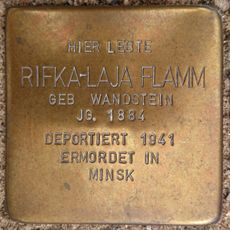 HIER LEBTE
RIFKA-LAJA FLAMM
GEB WANDSTEIN
JG. 1884
DEPORTIERT 1941
ERMORDET IN
MINSK